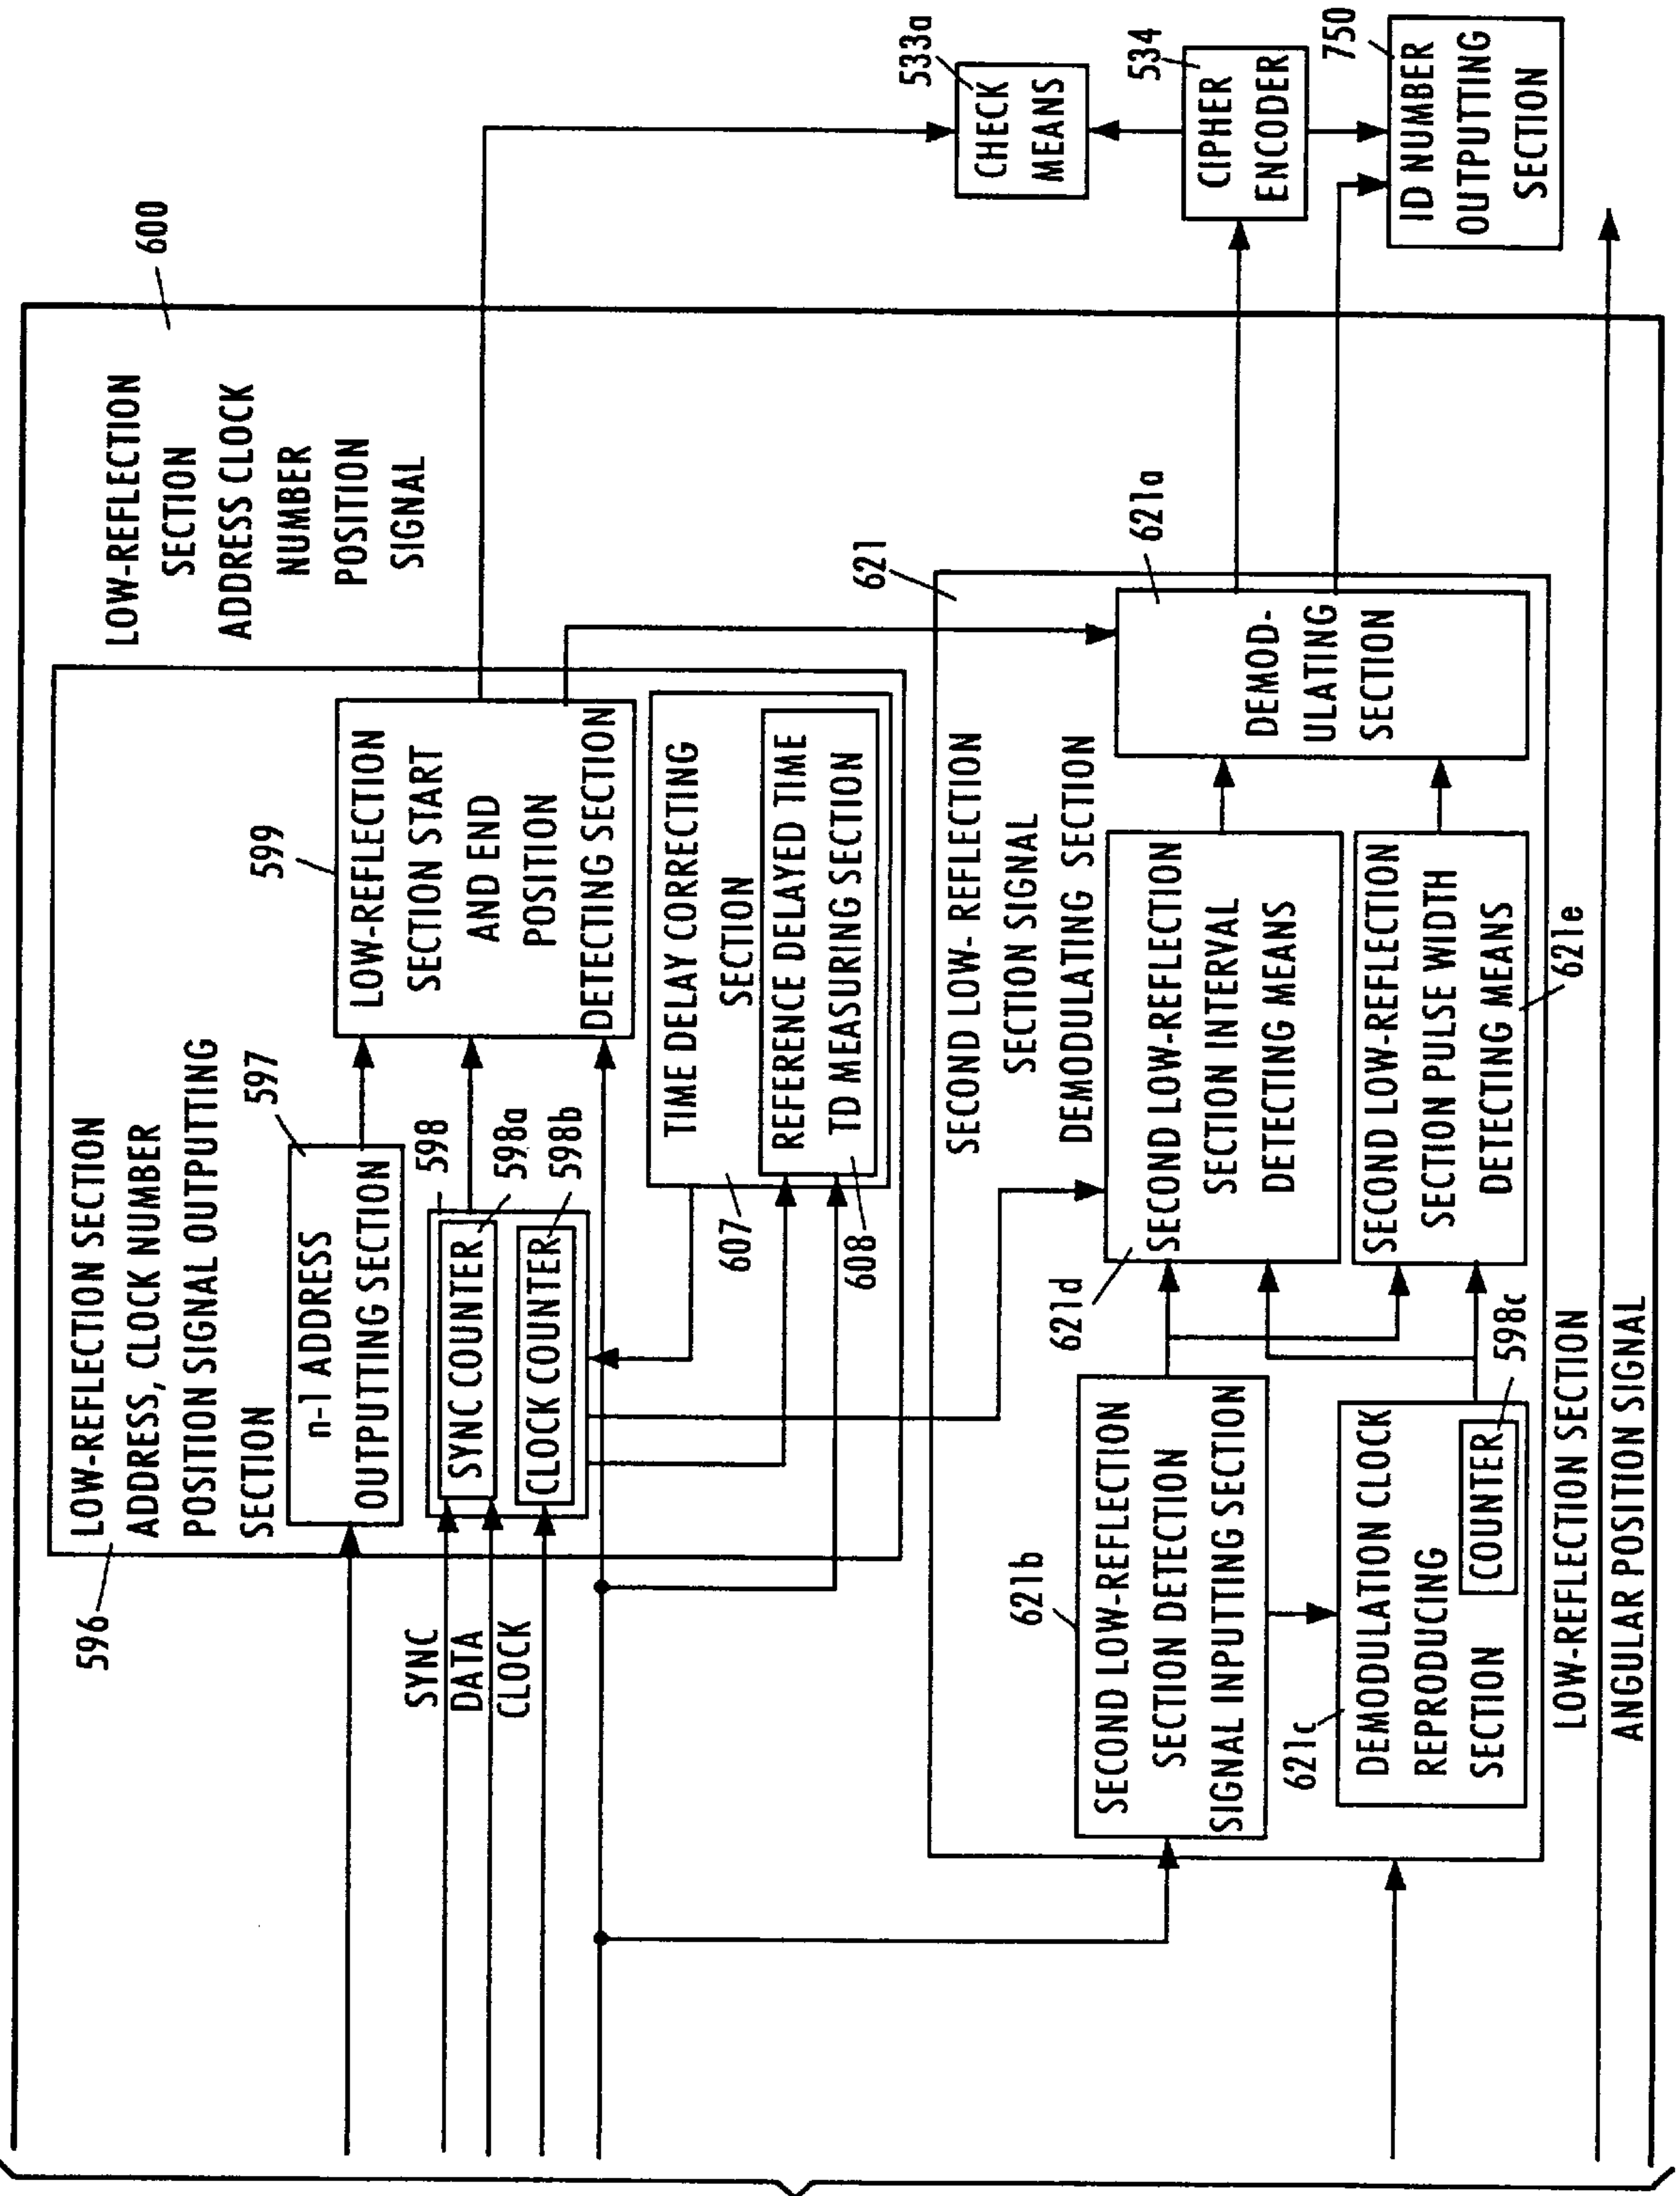 600
LOW-REFLECTION
SECTION
ADDRESS CLOCK
NUMBER
POSITION
SIGNAL
596
LOW-REFLECTION SECTION
ADDRESS, CLOCK NUMBER
POSITION SIGNAL OUTPUTTING
SECTION
597
n-1 ADDRESS
OUTPUTTING SECTION
SYNC
DATA
CLOCK
598
SYNC COUNTER
598a
CLOCK COUNTER
598b
599
LOW-REFLECTION
SECTION START
AND END
POSITION
DETECTING SECTION
607
TIME DELAY CORRECTING
SECTION
608
REFERENCE DELAYED TIME
TD MEASURING SECTION
533a
CHECK
MEANS
534
CIPHER
ENCODER
750
ID NUMBER
OUTPUTING
SECTION
621
SECOND LOW-REFLECTION
SECTION SIGNAL
DEMODULATING SECTION
621b
SECOND LOW-REFLECTION
SECTION DETECTION
SIGNAL INPUTTING SECTION
621c
DEMODULATION CLOCK
REPRODUCING
SECTION
COUNTER
598c
621d
SECOND LOW-REFLECTION
SECTION INTERVAL
DETECTING MEANS
SECOND LOW-REFLECTION
SECTION PULSE WIDTH
DETECTING MEANS
621e
621a
DEMOD-
ULATING
SECTION
LOW-REFLECTION SECTION
ANGULAR POSITION SIGNAL